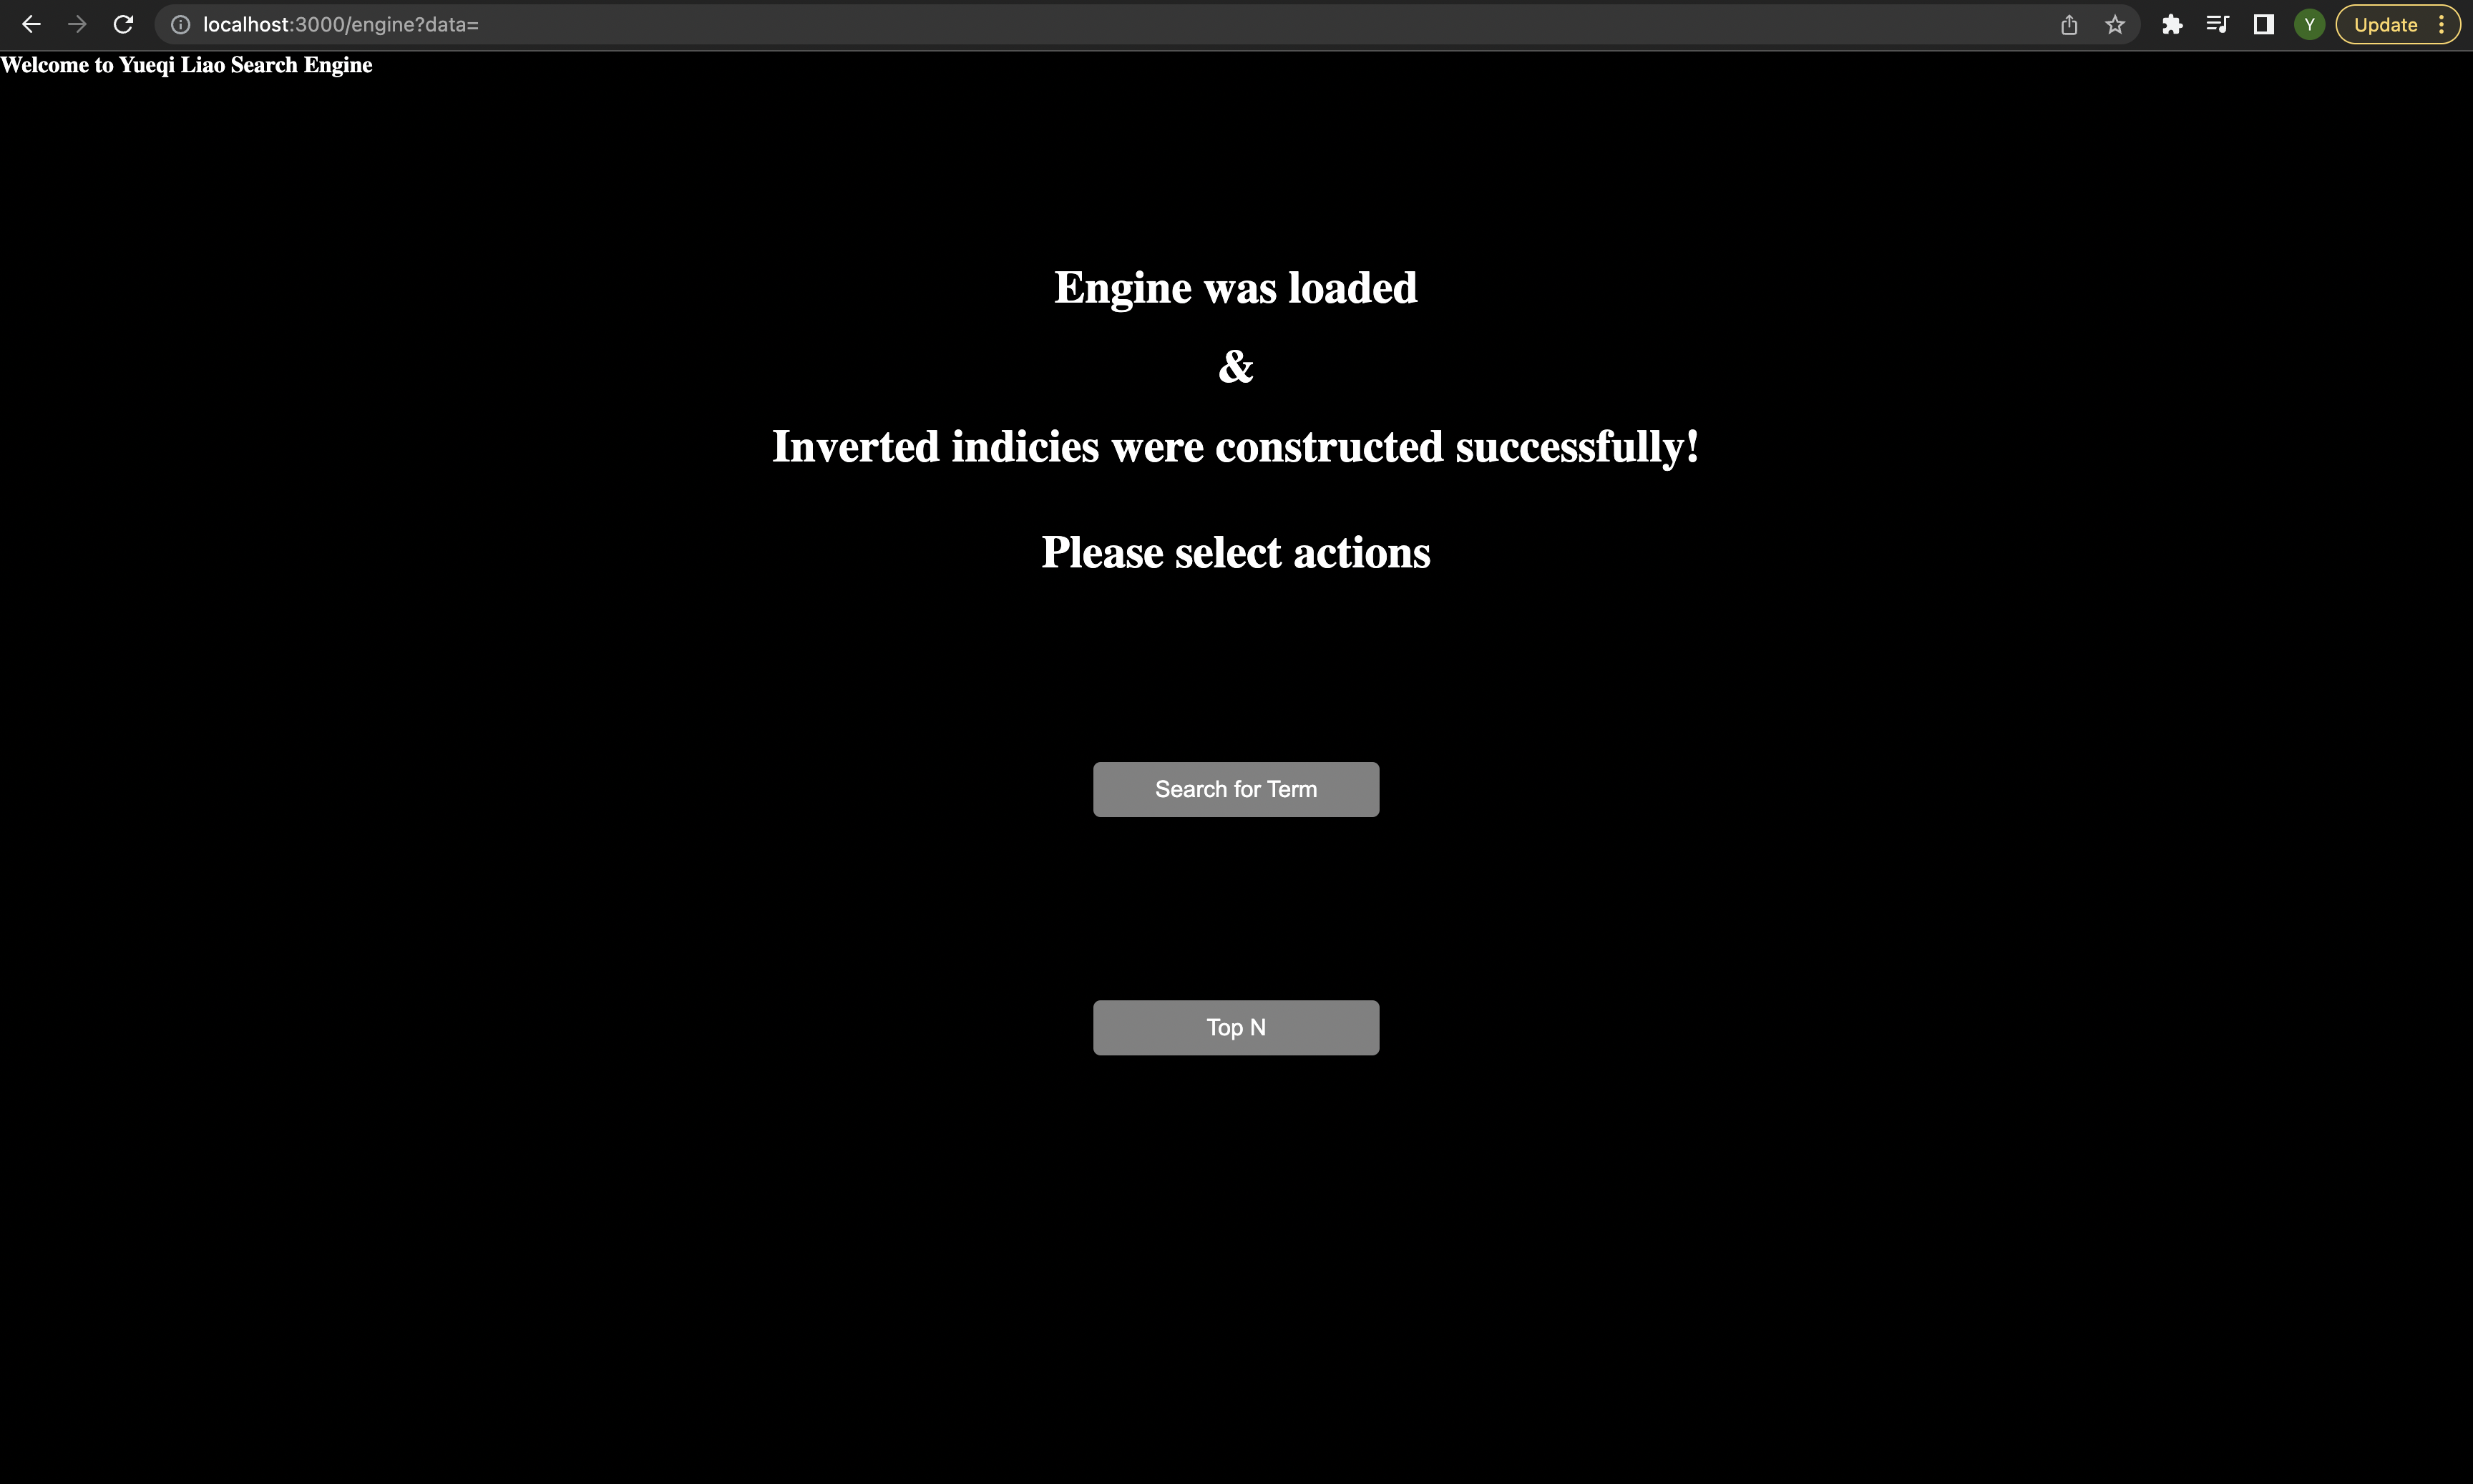 localhost:3000/engine?data=
Y
Update
Welcome to Yueqi Liao Search Engine
Engine was loaded
&
Inverted indicies were constructed successfully!
Please select actions
Search for Term
Top N